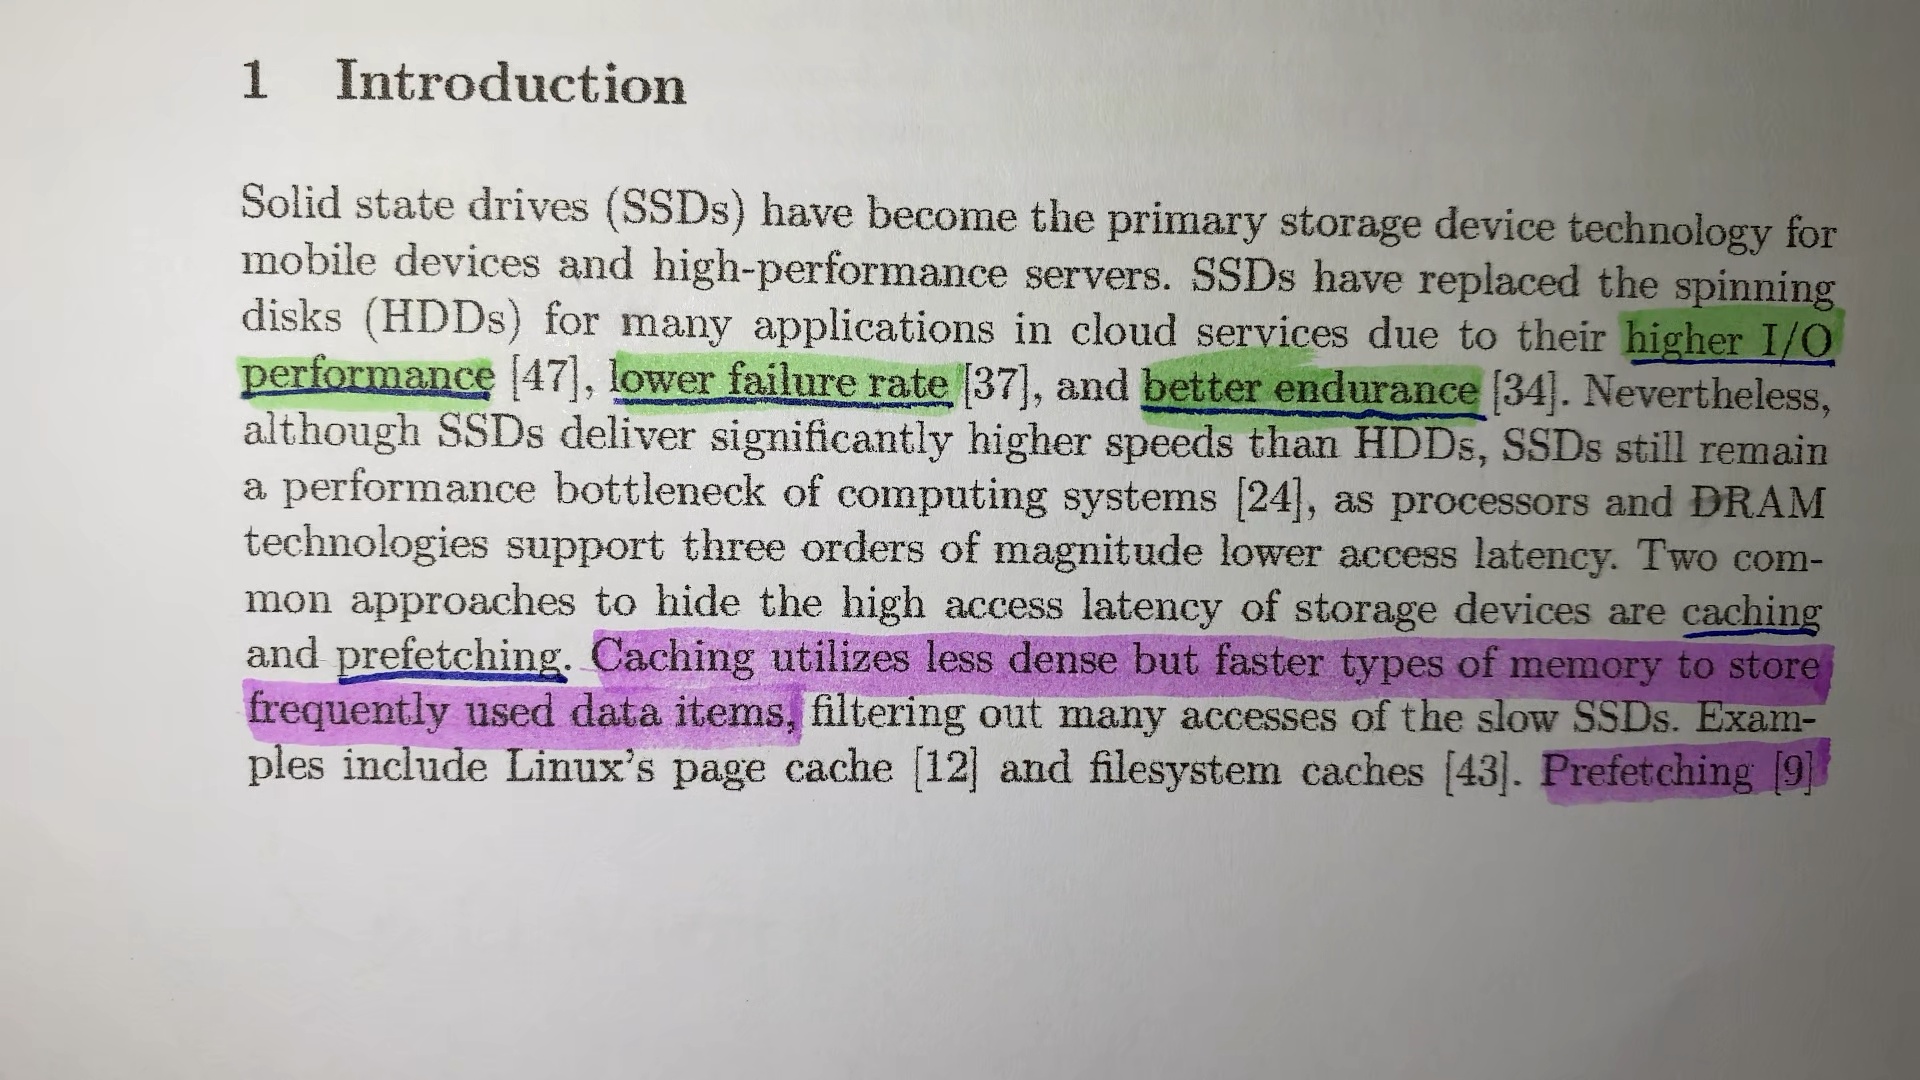 1 Introduction
Solid state drives (SSDs) have become the primary storage device technology for
mobile devices and high-performance servers. SSDs have replaced the spinning
disks (HDDs) for many applications in cloud services due to their higher I/O
performance [47], lower failure rate [37], and better endurance [34]. Nevertheless,
although SSDs deliver significantly higher speeds than HDDs, SSDs still remain
a performance bottleneck of computing systems [24], as processors and DRAM
technologies support three orders of magnitude lower access latency. Two com-
mon approaches to hide the high access latency of storage devices are caching
and prefetching. Caching utilizes less dense but faster types of memory to store
frequently used data items, filtering out many accesses of the slow SSDs. Exam-
ples include Linux's page cache [12] and filesystem caches [43]. Prefetching [9]